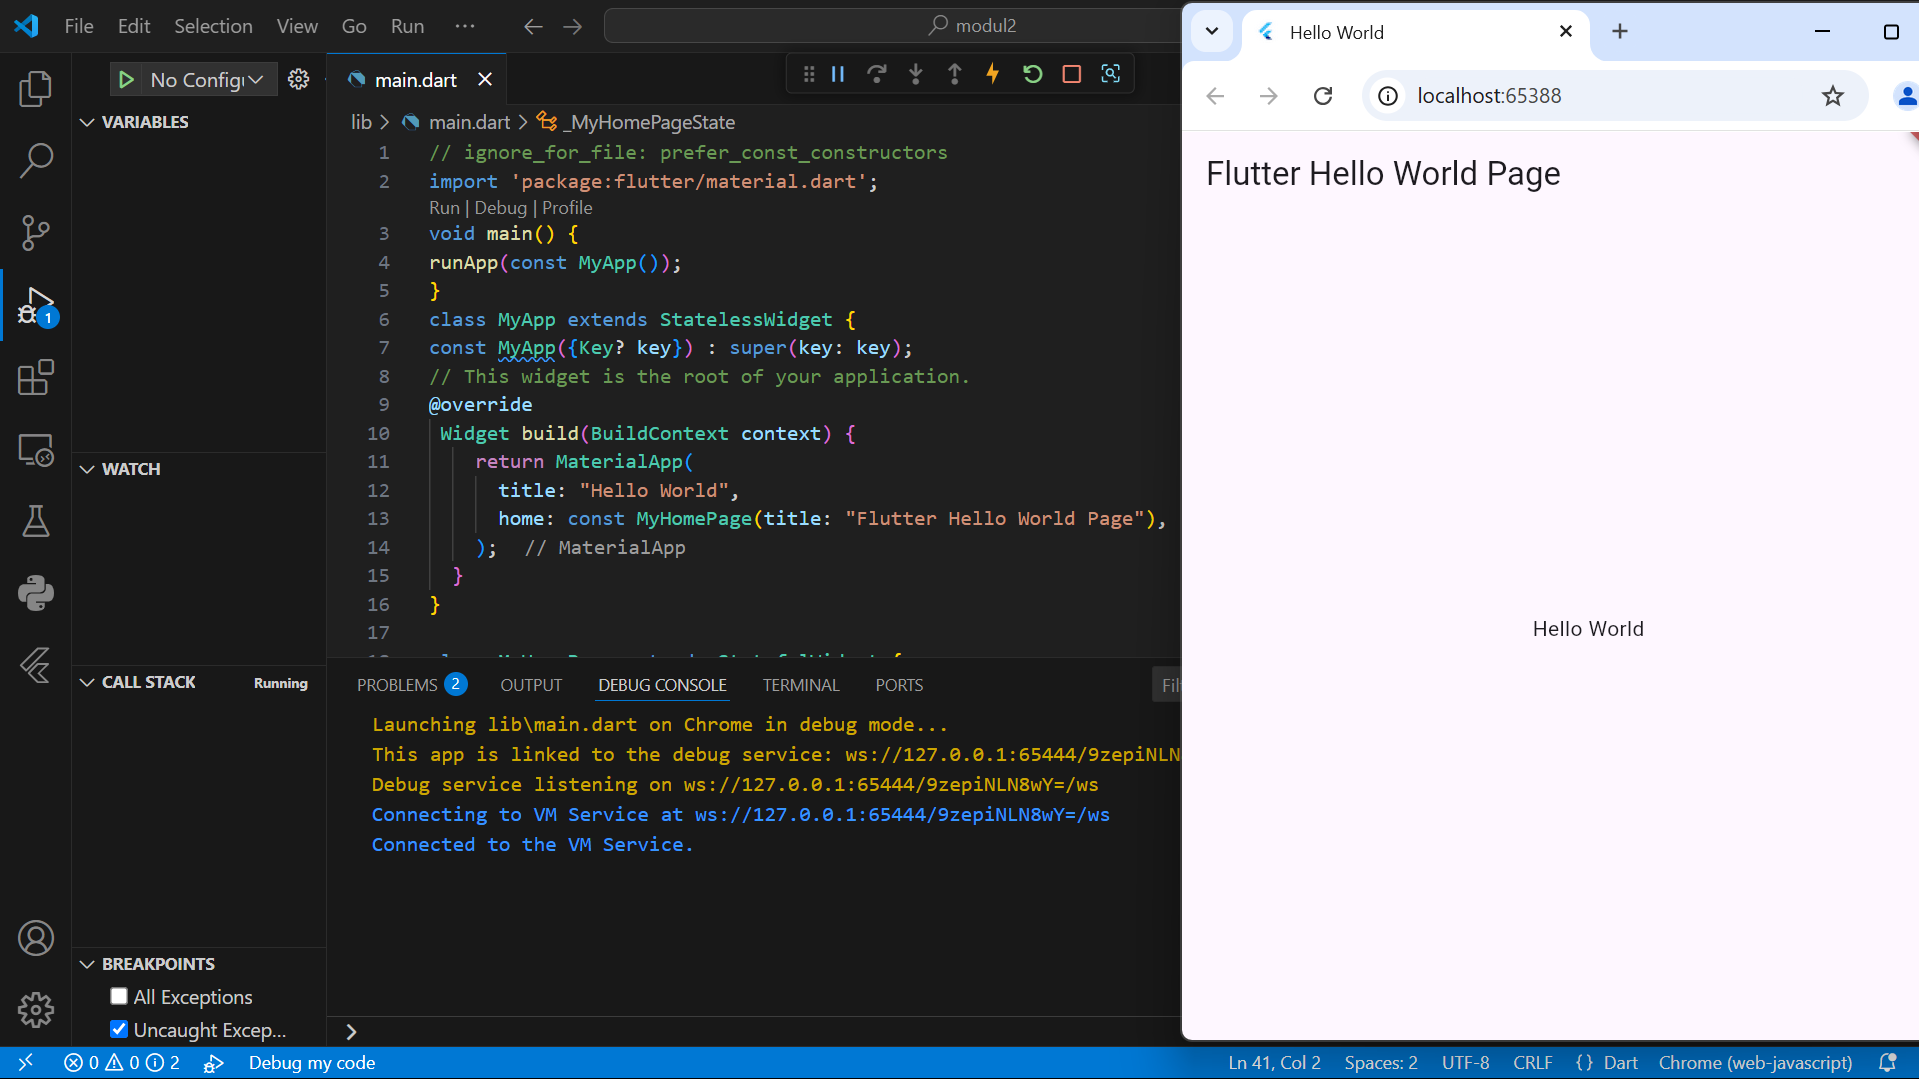 File Edit Selection View Go Run ··· modul2
No Config
main.dart
lib > main.dart > _MyHomePageState
VARIABLES
WATCH
CALL STACK Running
BREAKPOINTS
All Exceptions
Uncaught Excep...
1
1 // ignore_for_file: prefer_const_constructors
2 import 'package:flutter/material.dart';
Run | Debug | Profile
3 void main() {
4 runApp(const MyApp());
5 }
6 class MyApp extends StatelessWidget {
7 const MyApp({Key? key}) : super(key: key);
8 // This widget is the root of your application.
9 @override
10 Widget build(BuildContext context) {
11 return MaterialApp(
12 title: "Hello World",
13 home: const MyHomePage(title: "Flutter Hello World Page"),
14 ); // MaterialApp
15 }
16 }
17
PROBLEMS 2 OUTPUT DEBUG CONSOLE TERMINAL PORTS
Launching lib\main.dart on Chrome in debug mode...
This app is linked to the debug service: ws://127.0.0.1:65444/9zepiNLN
Debug service listening on ws://127.0.0.1:65444/9zepiNLN8wY=/ws
Connecting to VM Service at ws://127.0.0.1:65444/9zepiNLN8wY=/ws
Connected to the VM Service.
>
Hello World
localhost:65388
Flutter Hello World Page
Hello World
0 0 2 Debug my code Ln 41, Col 2 Spaces: 2 UTF-8 CRLF {} Dart Chrome (web-javascript)